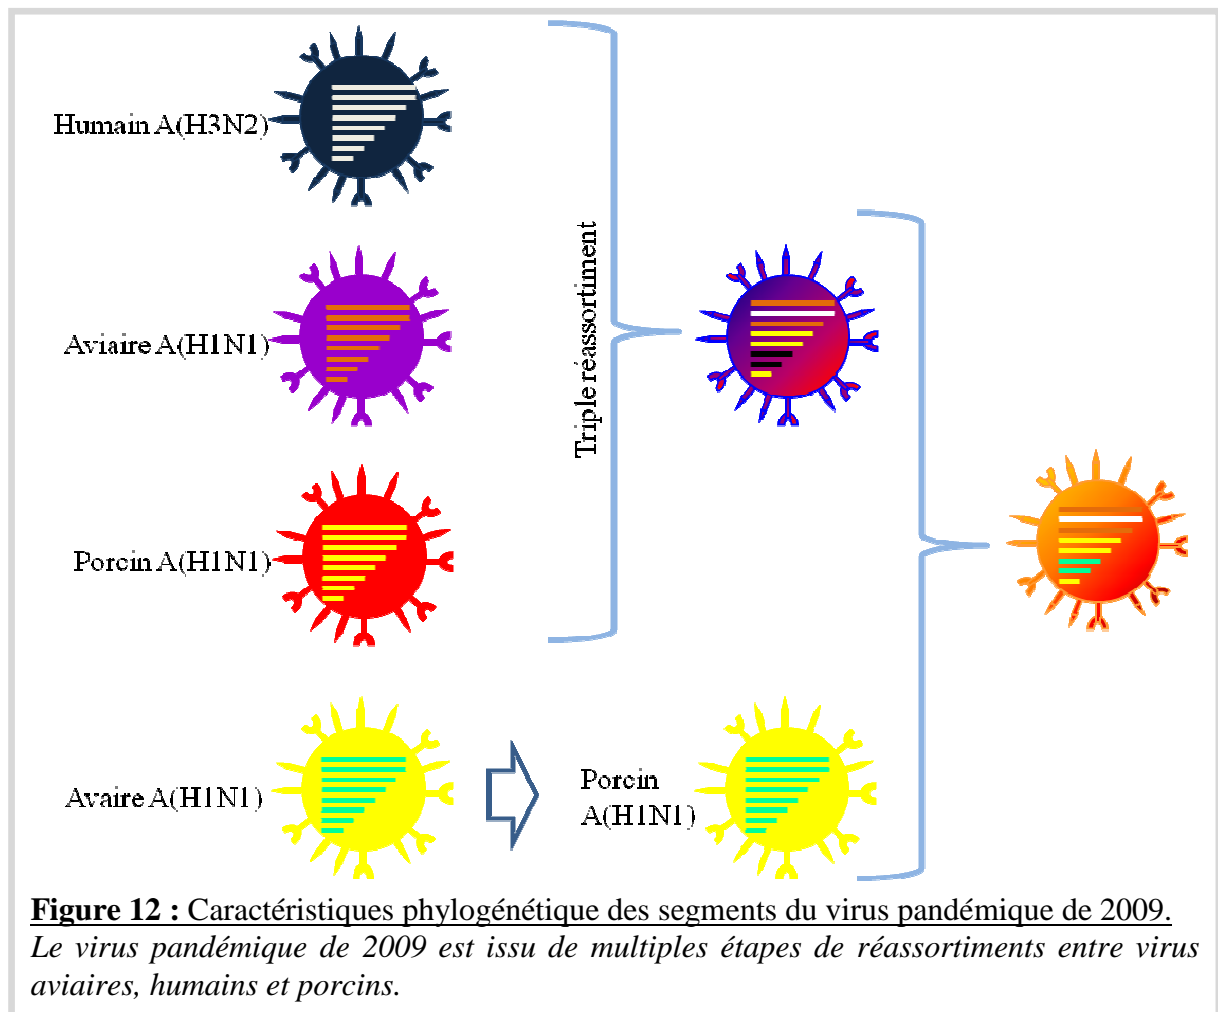 Humain A(H3N2)
Aviaire A(H1N1)
Porcin A(H1N1)
Triple réassortiment
Avaire A(H1N1)
Porcin
A(H1N1)
Figure 12 : Caractéristiques phylogénétique des segments du virus pandémique de 2009.
Le virus pandémique de 2009 est issu de multiples étapes de réassortiments entre virus
aviaires, humains et porcins.